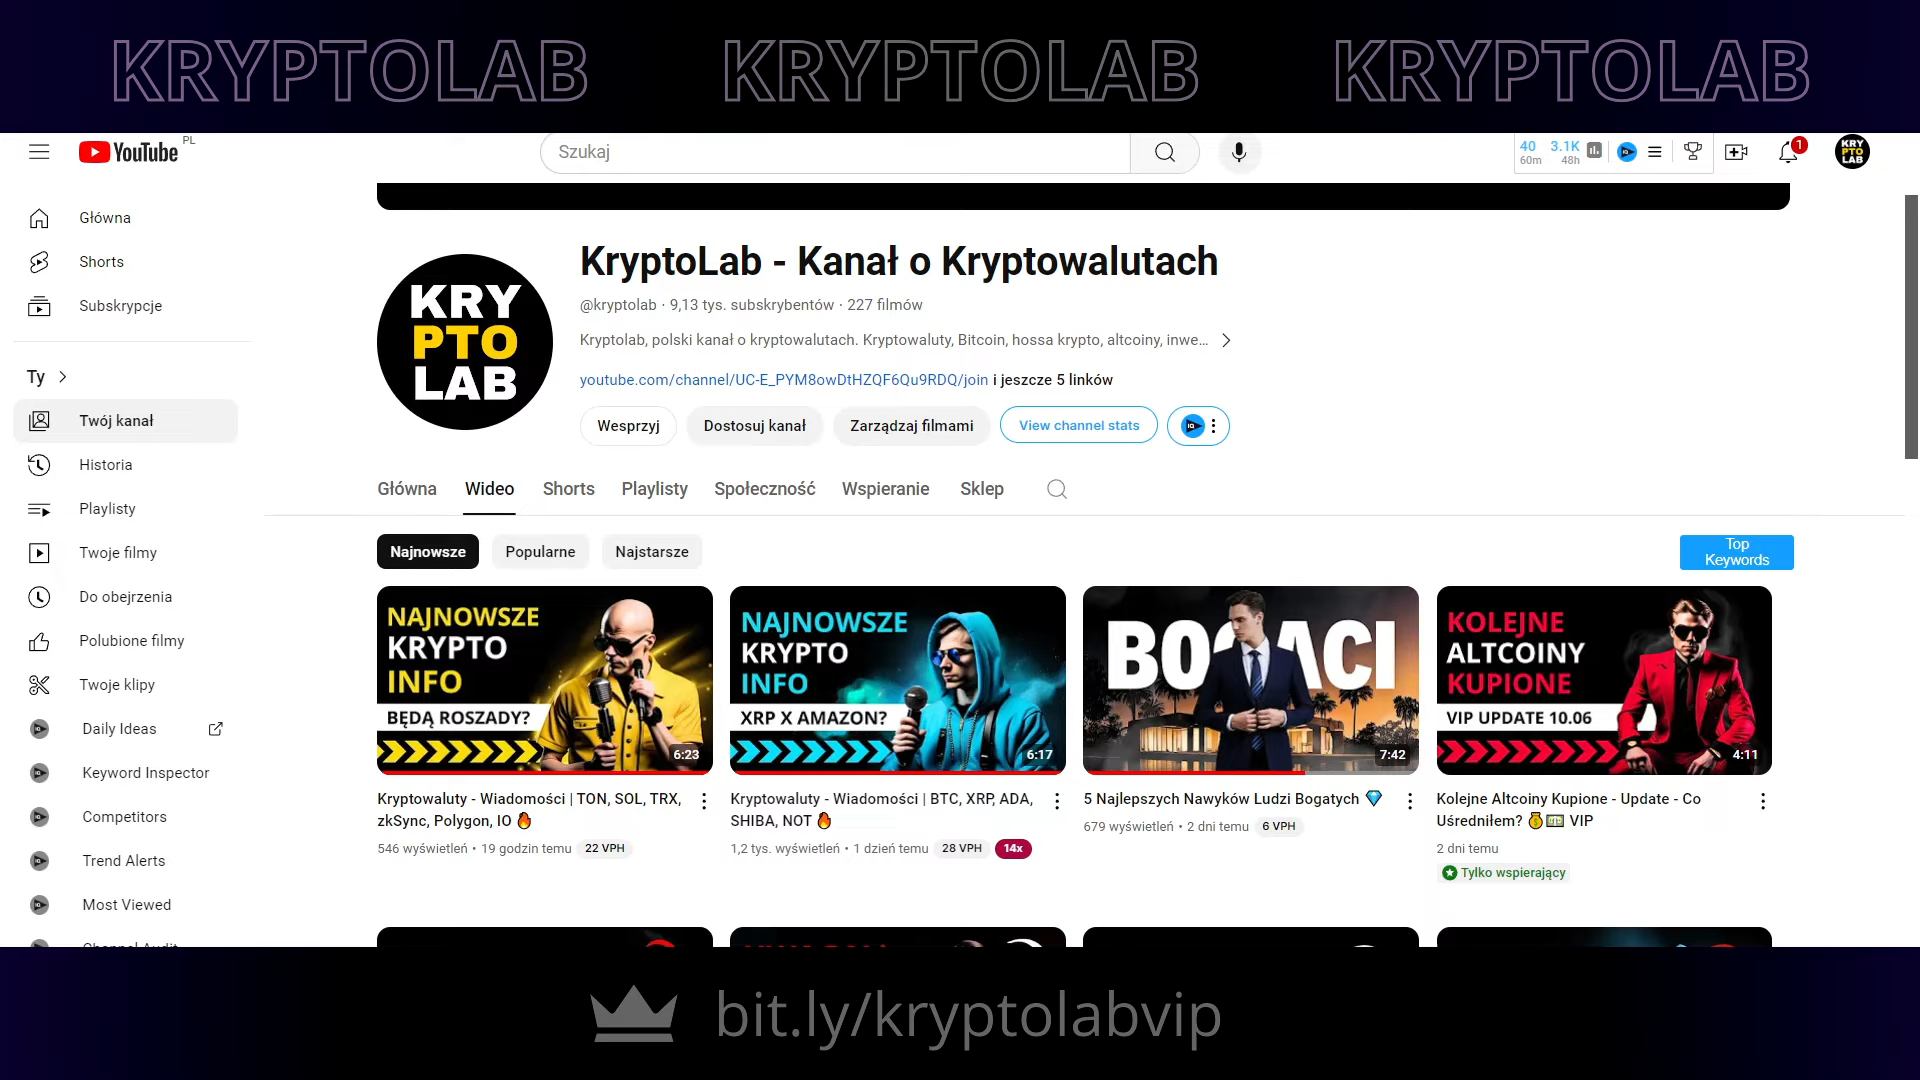 KRYPTOLAB KRYPTOLAB KRYPTOLAB
YouTube PL
Szukaj
40 3.1K
60m 48h
1
KRY
PTO
LAB
Główna
Shorts
Subskrypcje
Ty
Twój kanał
Historia
Playlisty
Twoje filmy
Do obejrzenia
Polubione filmy
Twoje klipy
Daily Ideas
Keyword Inspector
Competitors
Trend Alerts
Most Viewed
Channel Audit
KRY
PTO
LAB
KryptoLab - Kanał o Kryptowalutach
@kryptolab · 9,13 tys. subskrybentów · 227 filmów
Kryptolab, polski kanał o kryptowalutach. Kryptowaluty, Bitcoin, hossa krypto, altcoiny, inwe...
youtube.com/channel/UC-E_PYM8owDtHZQF6Qu9RDQ/join i jeszcze 5 linków
Wesprzyj Dostosuj kanał Zarządzaj filmami View channel stats
Główna Wideo Shorts Playlisty Społeczność Wspieranie Sklep
Najnowsze Popularne Najstarsze
Top
Keywords
NAJNOWSZE
KRYPTO
INFO
BĘDĄ ROSZADY?
6:23
Kryptowaluty - Wiadomości | TON, SOL, TRX,
zkSync, Polygon, IO 🔥
546 wyświetleń • 19 godzin temu 22 VPH
NAJNOWSZE
KRYPTO
INFO
XRP X AMAZON?
6:17
Kryptowaluty - Wiadomości | BTC, XRP, ADA,
SHIBA, NOT 🔥
1,2 tys. wyświetleń • 1 dzień temu 28 VPH 14x
BOGACI
7:42
5 Najlepszych Nawyków Ludzi Bogatych 💎
679 wyświetleń • 2 dni temu 6 VPH
KOLEJNE
ALTCOINY
KUPIONE
VIP UPDATE 10.06
4:11
Kolejne Altcoiny Kupione - Update - Co
Uśredniłem? 💰💵 VIP
2 dni temu
Tylko wspierający
bit.ly/kryptolabvip